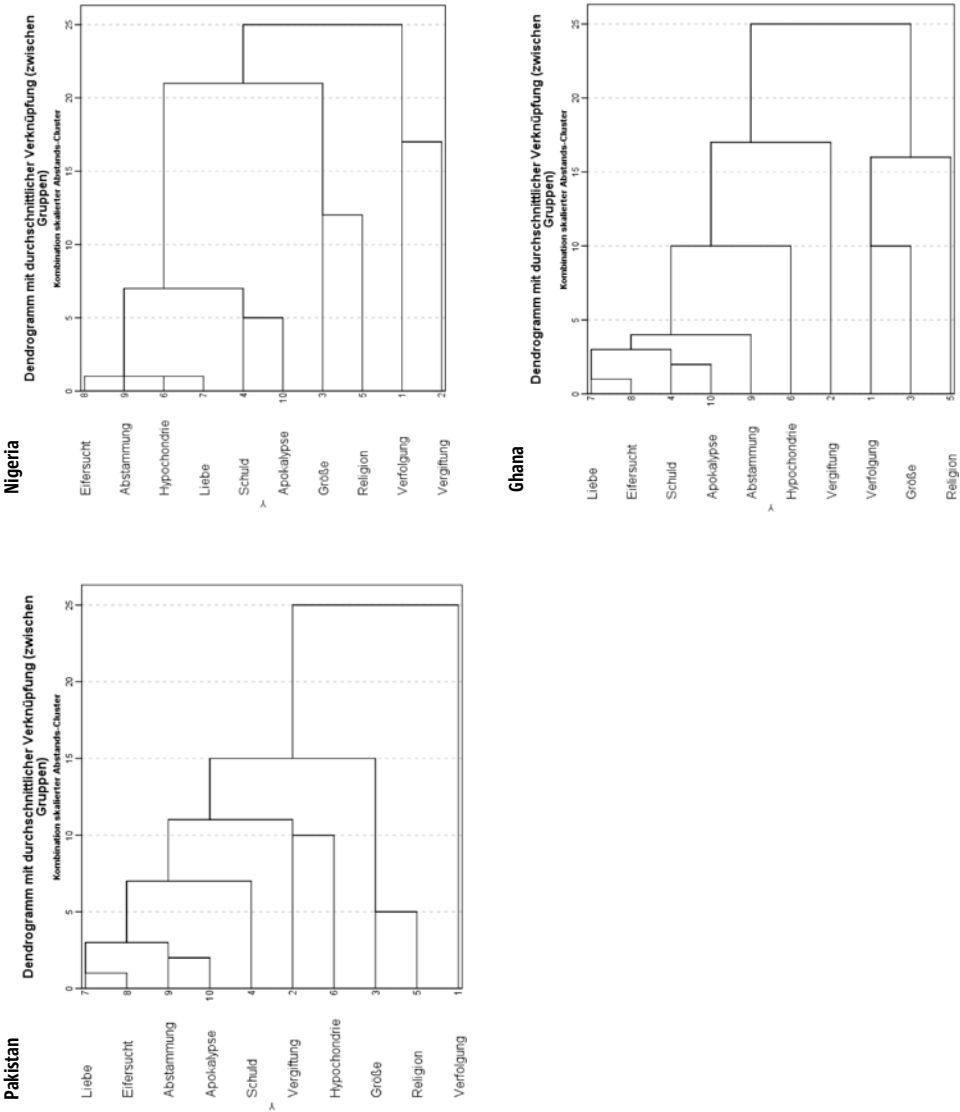 Nigeria
Dendrogramm mit durchschnittlicher Verknüpfung (zwischen
Gruppen)
Kombination skalierter Abstands-Cluster
0 5 10 15 20 25
Eifersucht 8
Abstammung 9
Hypochondrie 6
Liebe 7
Schuld 4
Apokalypse 10
Größe 3
Religion 5
Verfolgung 1
Vergiftung 2
Y
Ghana
Dendrogramm mit durchschnittlicher Verknüpfung (zwischen
Gruppen)
Kombination skalierter Abstands-Cluster
0 5 10 15 20 25
Liebe 7
Eifersucht 8
Schuld 4
Apokalypse 10
Abstammung 9
Hypochondrie 6
Vergiftung 2
Verfolgung 1
Größe 3
Religion 5
Y
Pakistan
Dendrogramm mit durchschnittlicher Verknüpfung (zwischen
Gruppen)
Kombination skalierter Abstands-Cluster
0 5 10 15 20 25
Liebe 7
Eifersucht 8
Abstammung 9
Apokalypse 10
Schuld 4
Vergiftung 2
Hypochondrie 6
Größe 3
Religion 5
Verfolgung 1
Y